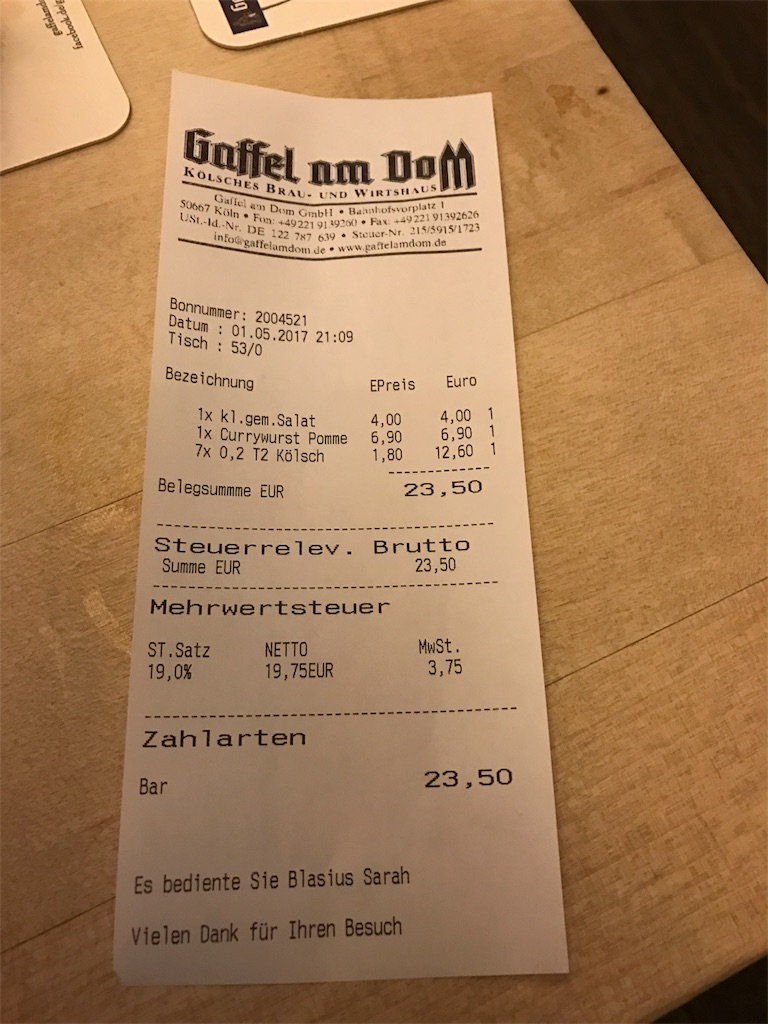 Gaffel am Dom
KÖLSCHES BRAU- UND WIRTSHAUS
Gaffel am Dom GmbH • Bahnhofsvorplatz 1
50667 Köln • Fon: +49 221 9139260 • Fax: +49 221 91392626
USt.-Id.-Nr. DE 122 787 639 • Steuer-Nr. 215/5915/1723
info@gaffelamdom.de • www.gaffelamdom.de
Bonnummer: 2004521
Datum : 01.05.2017 21:09
Tisch : 53/0
Bezeichnung EPreis Euro
1x kl.gem.Salat 4,00 4,00 1
1x Currywurst Pomme 6,90 6,90 1
7x 0,2 T2 Kölsch 1,80 12,60 1
Belegsummme EUR 23,50
Steuerrelev. Brutto
Summe EUR 23,50
Mehrwertsteuer
ST.Satz NETTO MwSt.
19,0% 19,75EUR 3,75
Zahlarten
Bar 23,50
Es bediente Sie Blasius Sarah
Vielen Dank für Ihren Besuch